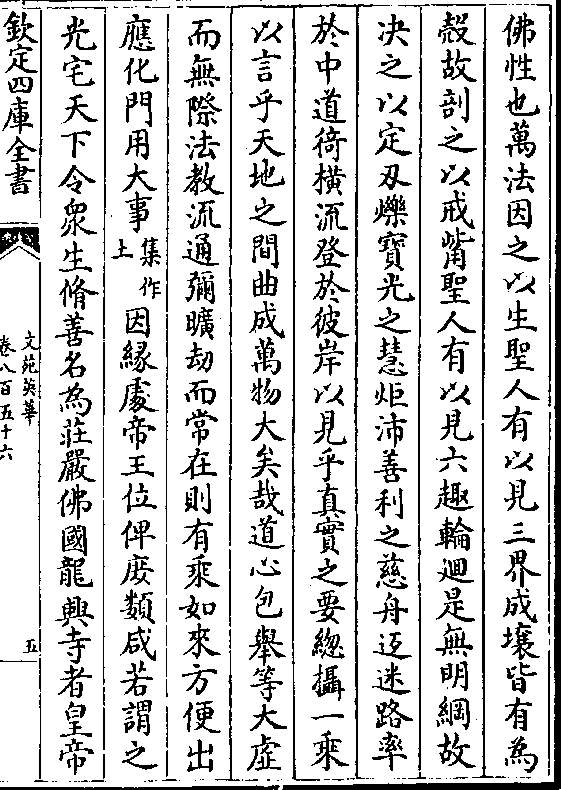 佛性也萬法因之以生聖人有以見三界成壞皆有為
殻故剖之以戒觜聖人有以見六趣輪迴是無明綱故
决之以定刄爍寶光之慧炬沛善利之慈舟迈迷路率
於中道徛橫流登於彼岸以見乎真實之要緫攝一乘
以言乎天地之間曲成萬物大矣哉道心包舉等大虛
而無際法教流通彌曠劫而常在則有乘如來方便出
應化門用大事集作土因緣處帝王位俾庶類咸若謂之
光宅天下令衆生脩善名為莊嚴佛國龍興寺者皇帝
欽定四庫全書
文苑英華
卷八百五十六
五